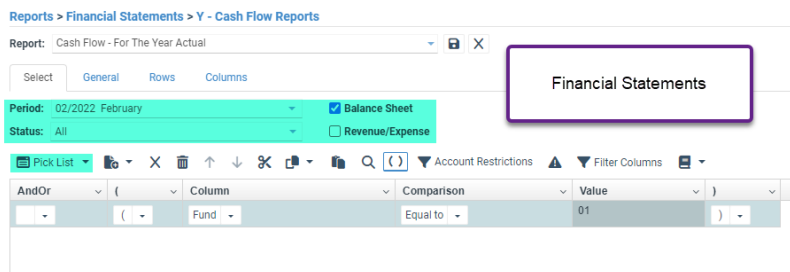 Reports > Financial Statements > Y - Cash Flow Reports
Report: Cash Flow - For The Year Actual X
Financial Statements
Select General Rows Columns
Period: 02/2022 February Balance Sheet
Status: All Revenue/Expense
Pick List ( ) Account Restrictions Filter Columns
AndOr ( Column Comparison Value )
( Fund Equal to 01 )